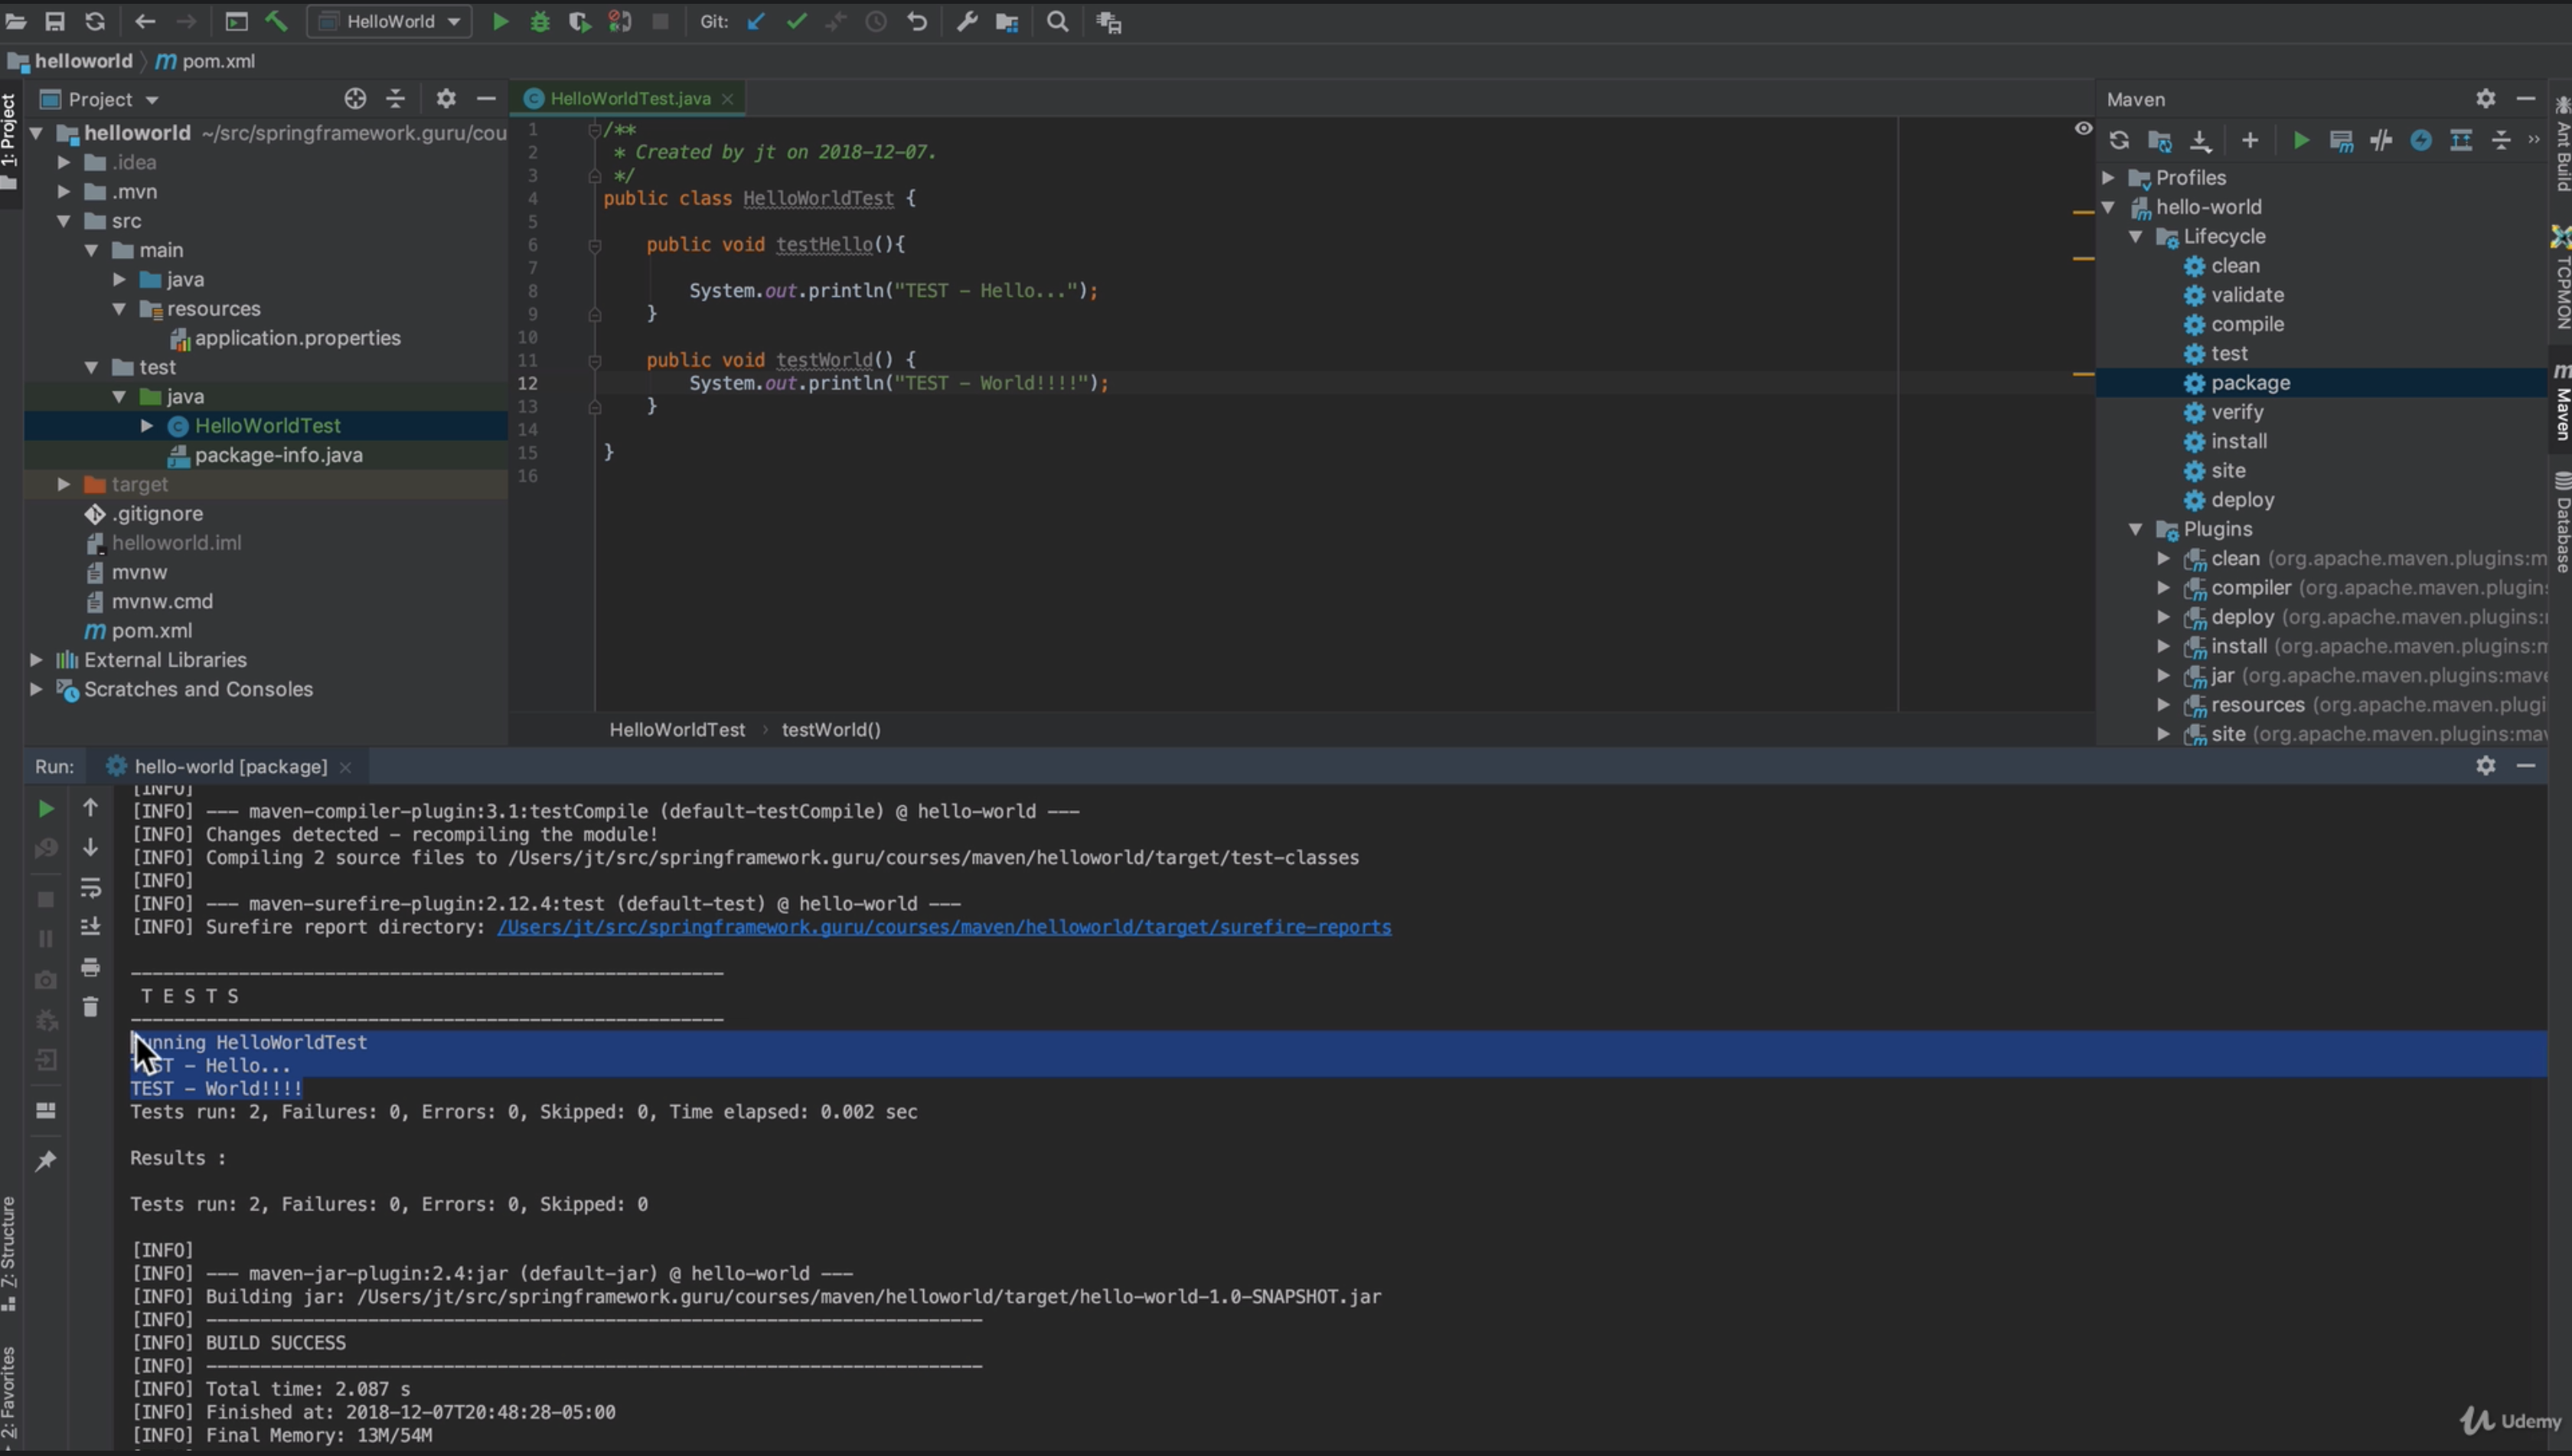 HelloWorld
Git:
helloworld
pom.xml
1: Project
Project
helloworld ~/src/springframework.guru/cou
.idea
.mvn
src
main
java
resources
application.properties
test
java
HelloWorldTest
package-info.java
target
.gitignore
helloworld.iml
mvnw
mvnw.cmd
pom.xml
External Libraries
Scratches and Consoles
HelloWorldTest.java
1 /**
2 * Created by jt on 2018-12-07.
3 */
4 public class HelloWorldTest {
5
6 public void testHello(){
7
8 System.out.println("TEST - Hello...");
9 }
10
11 public void testWorld() {
12 System.out.println("TEST - World!!!!");
13 }
14
15 }
16
HelloWorldTest › testWorld()
Maven
Profiles
hello-world
Lifecycle
clean
validate
compile
test
package
verify
install
site
deploy
Plugins
clean (org.apache.maven.plugins:m
compiler (org.apache.maven.plugins:
deploy (org.apache.maven.plugins:
install (org.apache.maven.plugins:m
jar (org.apache.maven.plugins:mave
resources (org.apache.maven.plugi
site (org.apache.maven.plugins:mav
Ant Build
TCPMON
Maven
Database
Run:
hello-world [package]
[INFO]
[INFO] --- maven-compiler-plugin:3.1:testCompile (default-testCompile) @ hello-world ---
[INFO] Changes detected - recompiling the module!
[INFO] Compiling 2 source files to /Users/jt/src/springframework.guru/courses/maven/helloworld/target/test-classes
[INFO]
[INFO] --- maven-surefire-plugin:2.12.4:test (default-test) @ hello-world ---
[INFO] Surefire report directory: /Users/jt/src/springframework.guru/courses/maven/helloworld/target/surefire-reports
-------------------------------------------------------
T E S T S
-------------------------------------------------------
Running HelloWorldTest
TEST - Hello...
TEST - World!!!!
Tests run: 2, Failures: 0, Errors: 0, Skipped: 0, Time elapsed: 0.002 sec
Results :
Tests run: 2, Failures: 0, Errors: 0, Skipped: 0
[INFO]
[INFO] --- maven-jar-plugin:2.4:jar (default-jar) @ hello-world ---
[INFO] Building jar: /Users/jt/src/springframework.guru/courses/maven/helloworld/target/hello-world-1.0-SNAPSHOT.jar
[INFO] ------------------------------------------------------------------------
[INFO] BUILD SUCCESS
[INFO] ------------------------------------------------------------------------
[INFO] Total time: 2.087 s
[INFO] Finished at: 2018-12-07T20:48:28-05:00
[INFO] Final Memory: 13M/54M
7: Structure
2: Favorites
Udemy